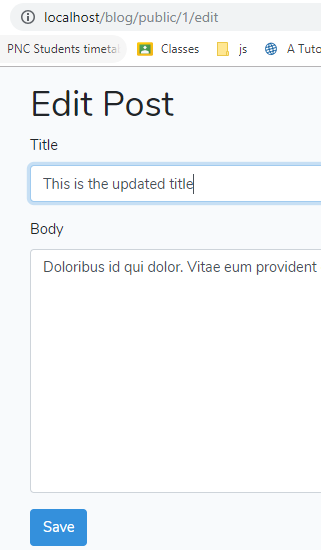 localhost/blog/public/1/edit
PNC Students timetal Classes js A Tuto
Edit Post
Title
This is the updated title
Body
Doloribus id qui dolor. Vitae eum provident
Save